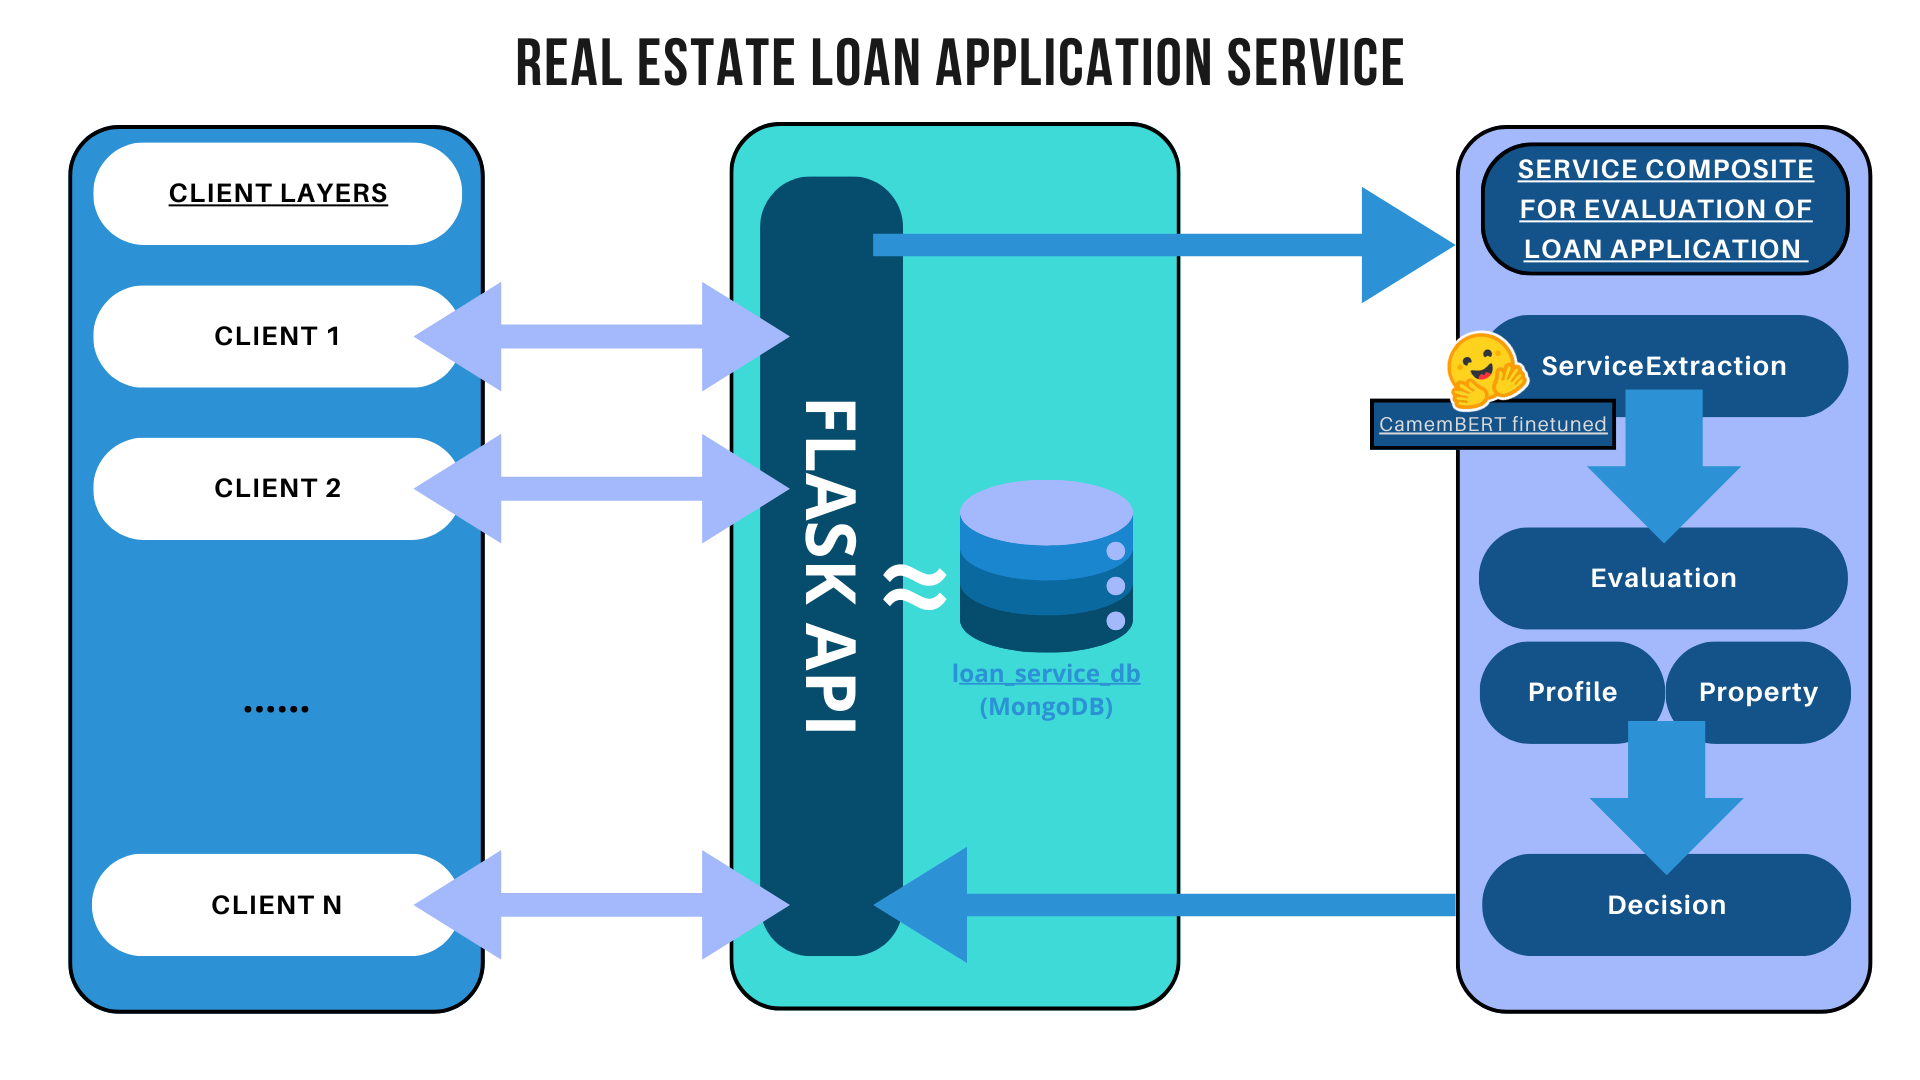 REAL ESTATE LOAN APPLICATION SERVICE
CLIENT LAYERS
CLIENT 1
CLIENT 2
......
CLIENT N
FLASK API
≈
loan_service_db
(MongoDB)
SERVICE COMPOSITE
FOR EVALUATION OF
LOAN APPLICATION
ServiceExtraction
CamemBERT finetuned
Evaluation
Profile
Property
Decision